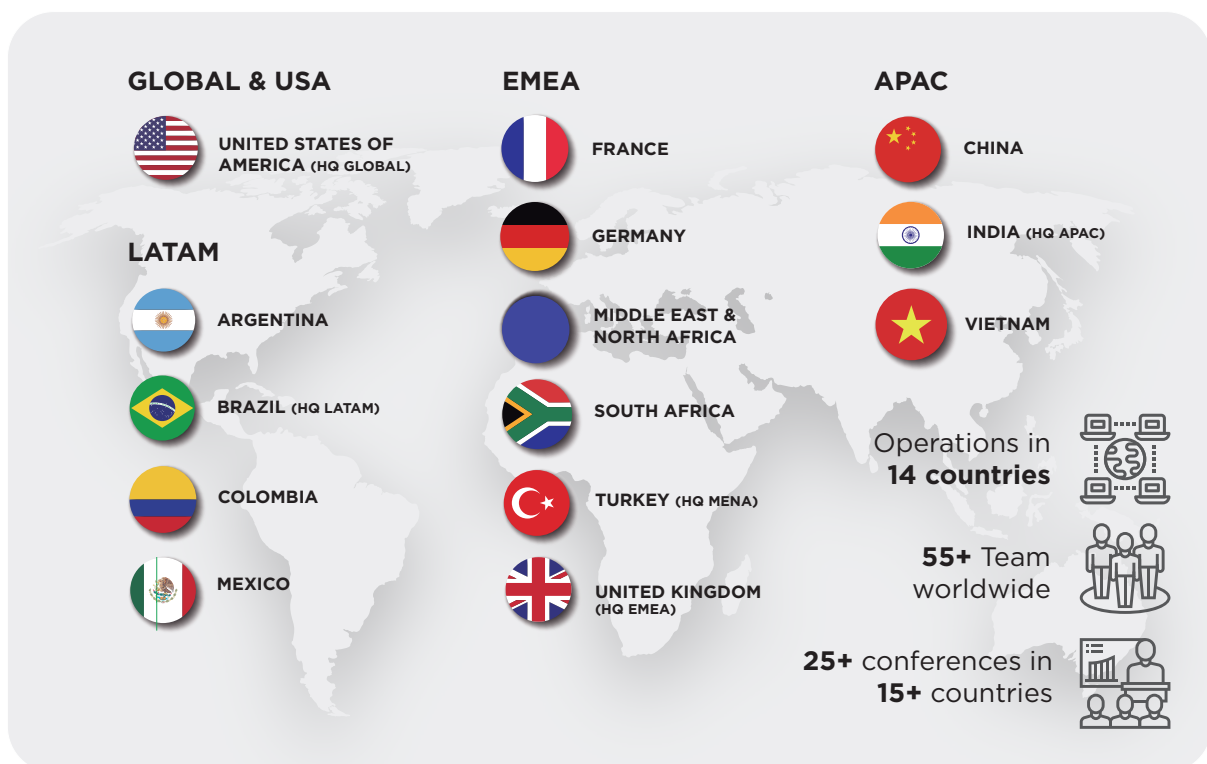 GLOBAL & USA
UNITED STATES OF
AMERICA (HQ GLOBAL)
LATAM
ARGENTINA
BRAZIL (HQ LATAM)
COLOMBIA
MEXICO
EMEA
FRANCE
GERMANY
MIDDLE EAST &
NORTH AFRICA
SOUTH AFRICA
TURKEY (HQ MENA)
UNITED KINGDOM
(HQ EMEA)
APAC
CHINA
INDIA (HQ APAC)
VIETNAM
Operations in
14 countries
55+ Team
worldwide
25+ conferences in
15+ countries